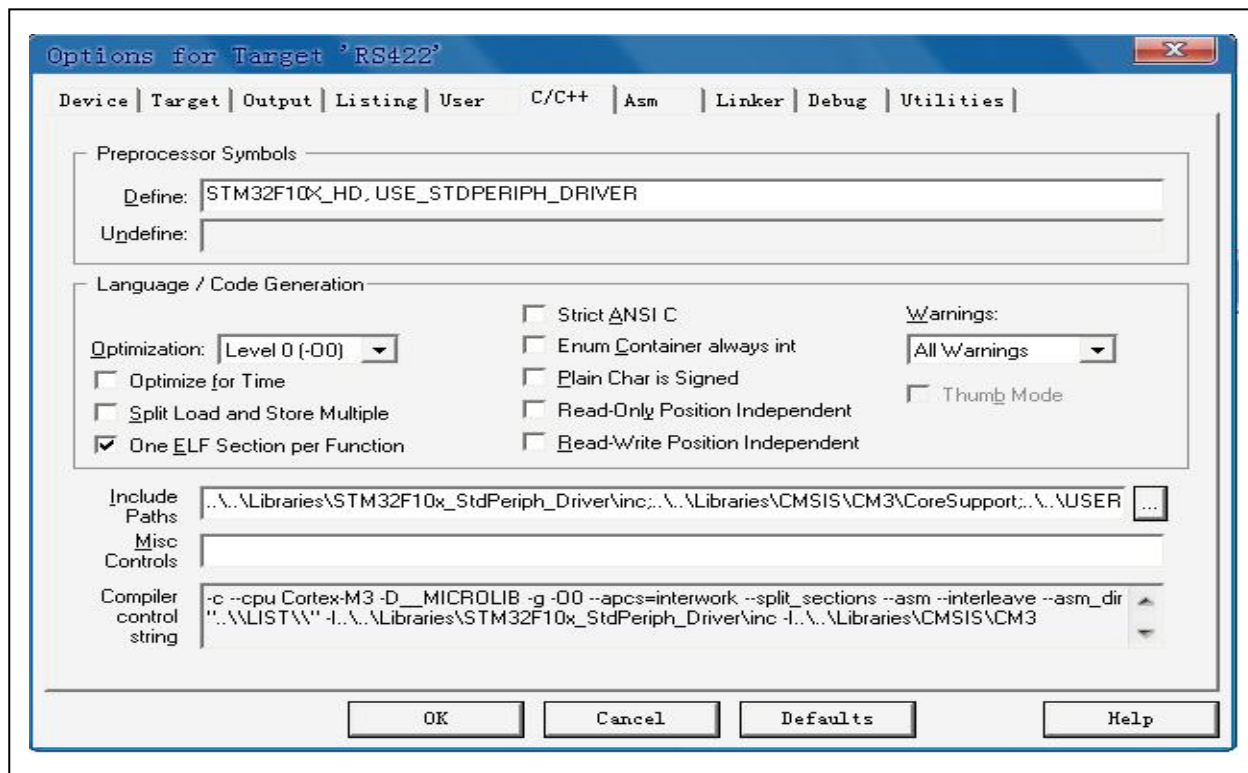 Options for Target 'RS422'
Device Target Output Listing User C/C++ Asm Linker Debug Utilities
Preprocessor Symbols
Define: STM32F10X_HD, USE_STDPERIPH_DRIVER
Undefine:
Language / Code Generation
Optimization: Level 0 (-O0)
Optimize for Time
Split Load and Store Multiple
One ELF Section per Function
Strict ANSI C
Enum Container always int
Plain Char is Signed
Read-Only Position Independent
Read-Write Position Independent
Warnings:
All Warnings
Thumb Mode
Include
Paths
..\..\Libraries\STM32F10x_StdPeriph_Driver\inc;..\..\Libraries\CMSIS\CM3\CoreSupport;..\..\USER
...
Misc
Controls
Compiler
control
string
-c --cpu Cortex-M3 -D__MICROLIB -g -O0 --apcs=interwork --split_sections --asm --interleave --asm_dir
"..\\LIST\\" -I..\..\Libraries\STM32F10x_StdPeriph_Driver\inc -I..\..\Libraries\CMSIS\CM3
OK Cancel Defaults Help